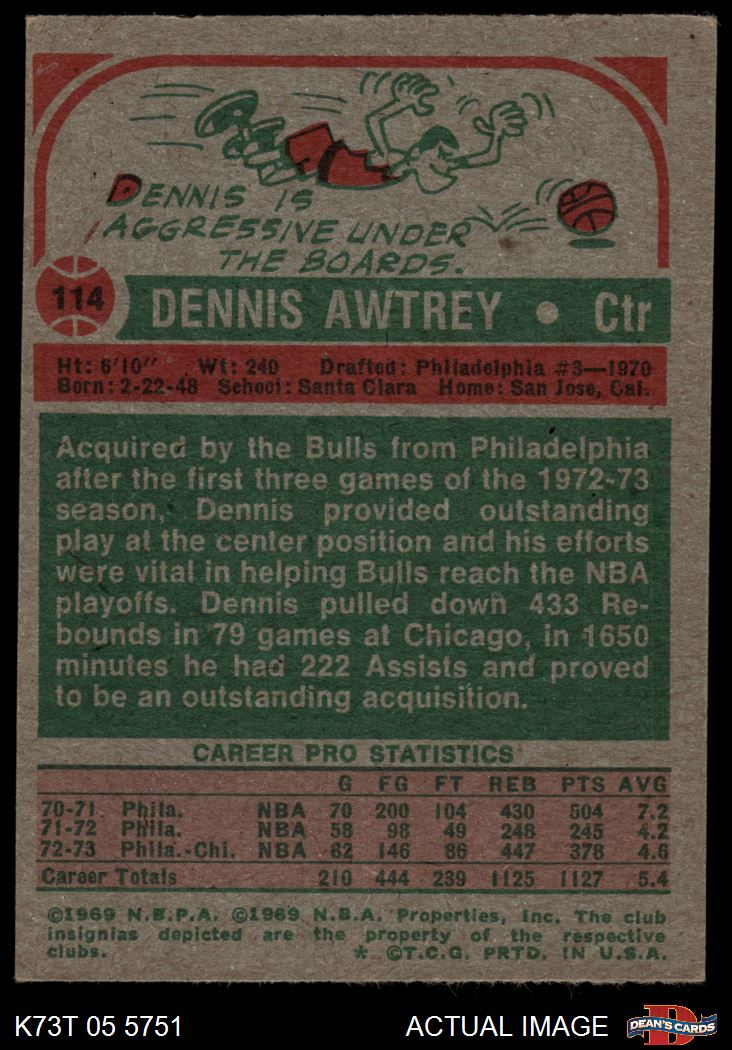 DENNIS IS
AGGRESSIVE UNDER
THE BOARDS.
114 DENNIS AWTREY • Ctr
Ht: 6'10" Wt: 240 Drafted: Philadelphia #3—1970
Born: 2-22-48 School: Santa Clara Home: San Jose, Cal.
Acquired by the Bulls from Philadelphia
after the first three games of the 1972-73
season, Dennis provided outstanding
play at the center position and his efforts
were vital in helping Bulls reach the NBA
playoffs. Dennis pulled down 433 Re-
bounds in 79 games at Chicago, in 1650
minutes he had 222 Assists and proved
to be an outstanding acquisition.
CAREER PRO STATISTICS
G FG FT REB PTS AVG
70-71 Phila. NBA 70 200 104 430 504 7.2
71-72 Phila. NBA 58 98 49 248 245 4.2
72-73 Phila.-Chi. NBA 82 146 86 447 378 4.6
Career Totals 210 444 239 1125 1127 5.4
©1969 N.B.P.A. ©1969 N.B.A. Properties, Inc. The club
insignias depicted are the property of the respective
clubs. * ©T.C.G. PRTD. IN U.S.A.
K73T 05 5751 ACTUAL IMAGE DEAN'S CARDS